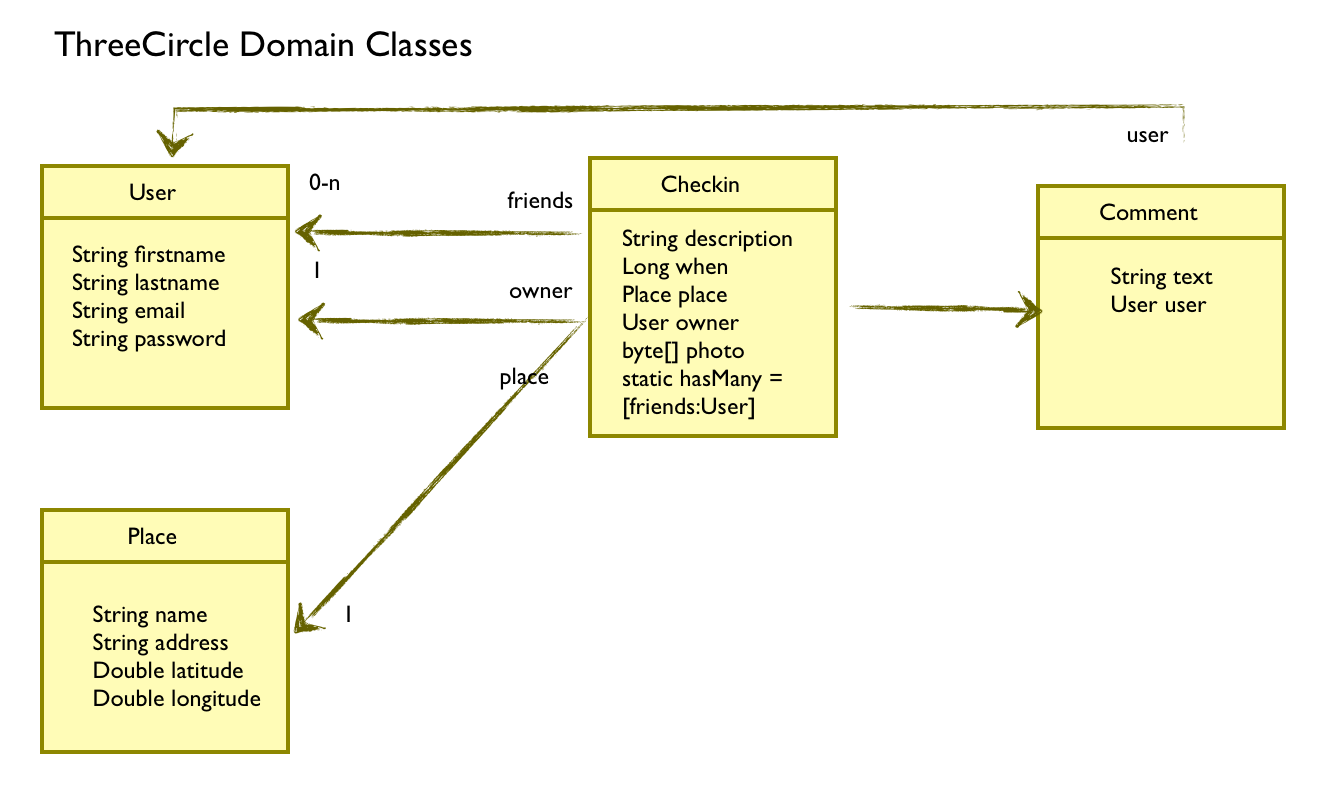 ThreeCircle Domain Classes
user
User
0-n
friends
String firstname
String lastname
String email
String password
1
owner
place
Checkin
String description
Long when
Place place
User owner
byte[] photo
static hasMany =
[friends:User]
Comment
String text
User user
Place
String name
String address
Double latitude
Double longitude
1